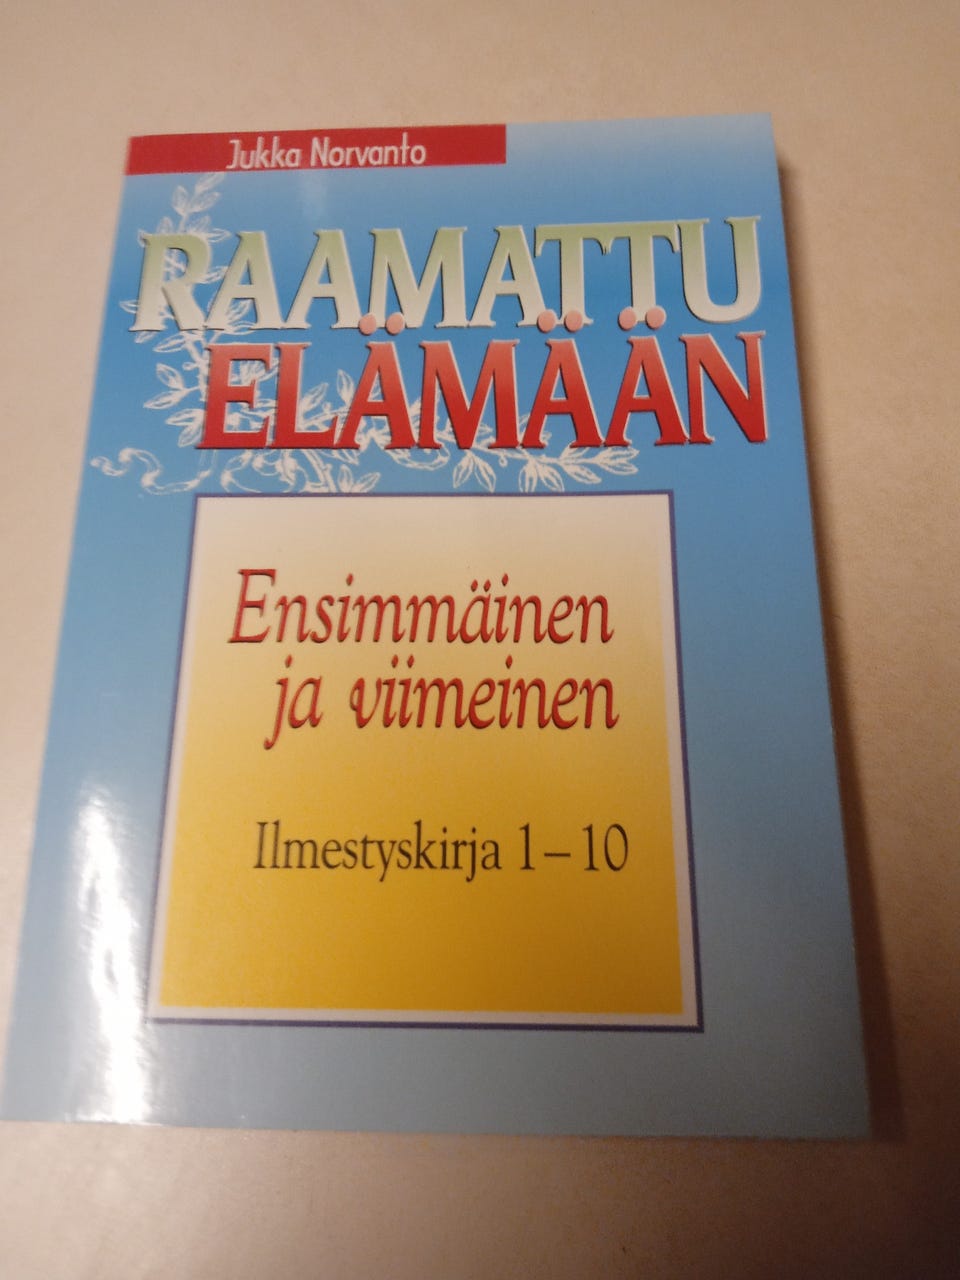 Jukka Norvanto
RAAMATTU
ELÄMÄÄN
Ensimmäinen
ja viimeinen
Ilmestyskirja 1 – 10